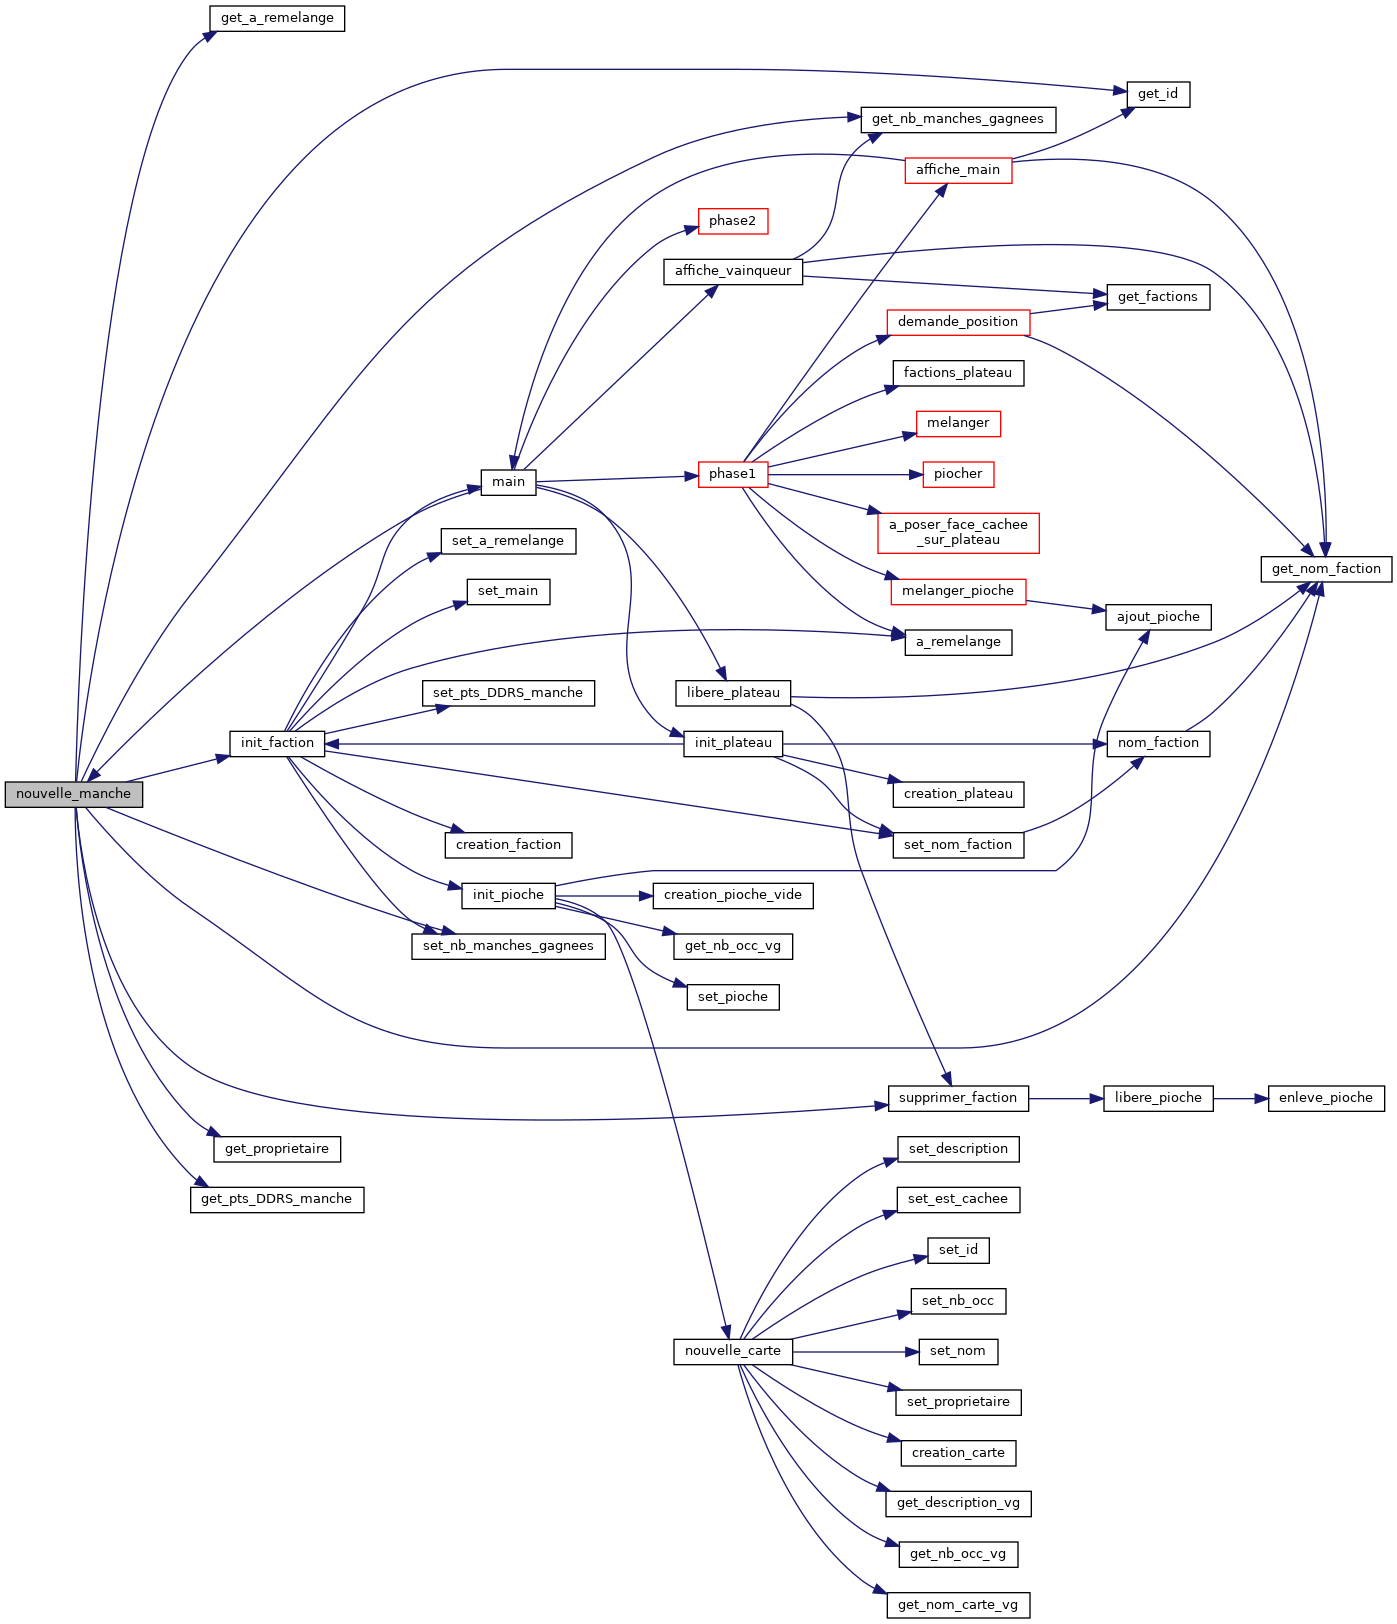 get_a_remelange
get_id
get_nb_manches_gagnees
affiche_main
phase2
affiche_vainqueur
get_factions
demande_position
factions_plateau
melanger
phase1
piocher
main
a_poser_face_cachee
_sur_plateau
set_a_remelange
get_nom_faction
set_main
melanger_pioche
ajout_pioche
a_remelange
set_pts_DDRS_manche
libere_plateau
init_faction
init_plateau
nom_faction
nouvelle_manche
creation_plateau
creation_faction
set_nom_faction
init_pioche
creation_pioche_vide
set_nb_manches_gagnees
get_nb_occ_vg
set_pioche
supprimer_faction
libere_pioche
enleve_pioche
get_proprietaire
set_description
get_pts_DDRS_manche
set_est_cachee
set_id
set_nb_occ
nouvelle_carte
set_nom
set_proprietaire
creation_carte
get_description_vg
get_nb_occ_vg
get_nom_carte_vg